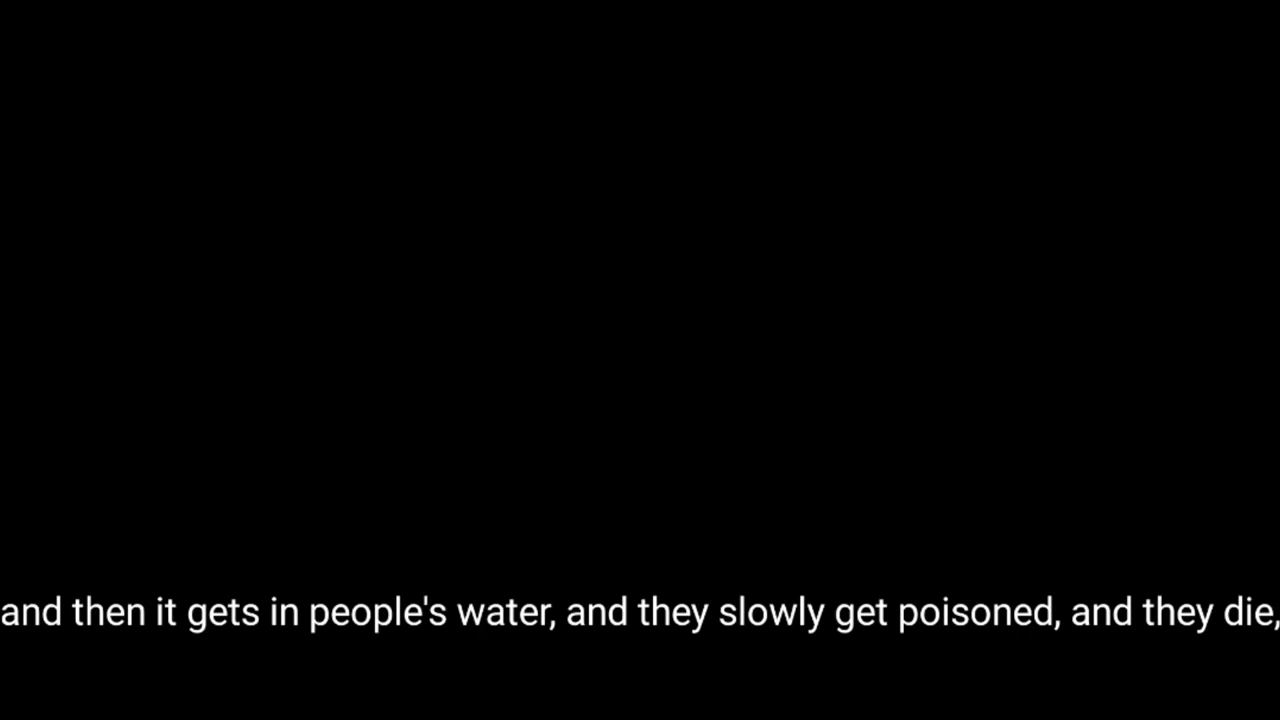 and then it gets in people's water, and they slowly get poisoned, and they die,